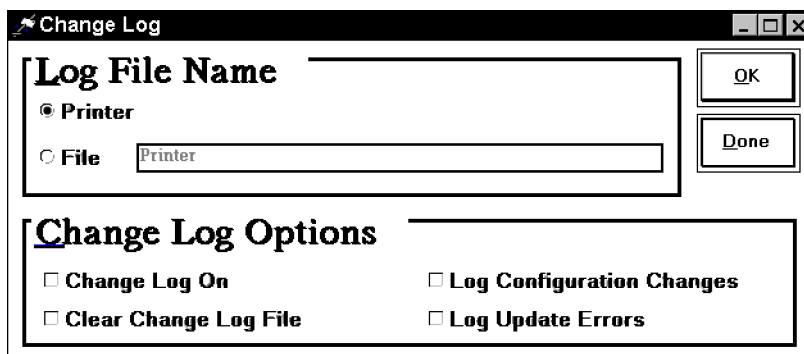 Change Log
Log File Name
OK
Printer
Done
File Printer
Change Log Options
Change Log On Log Configuration Changes
Clear Change Log File Log Update Errors